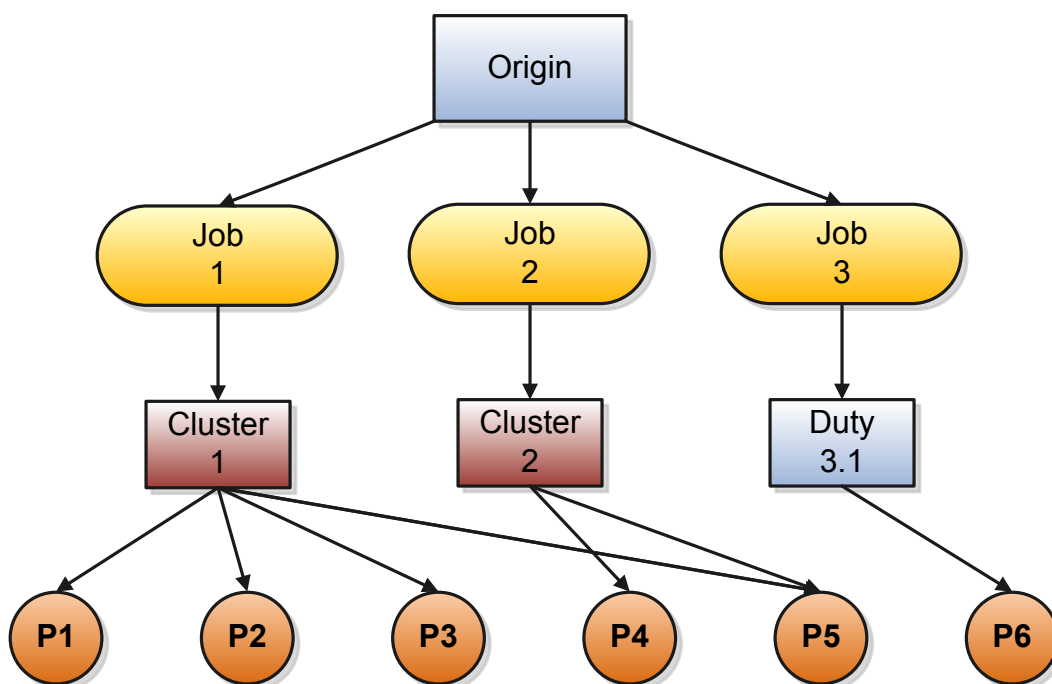 Origin
Job
1
Job
2
Job
3
Cluster
1
Cluster
2
Duty
3.1
P1
P2
P3
P4
P5
P6